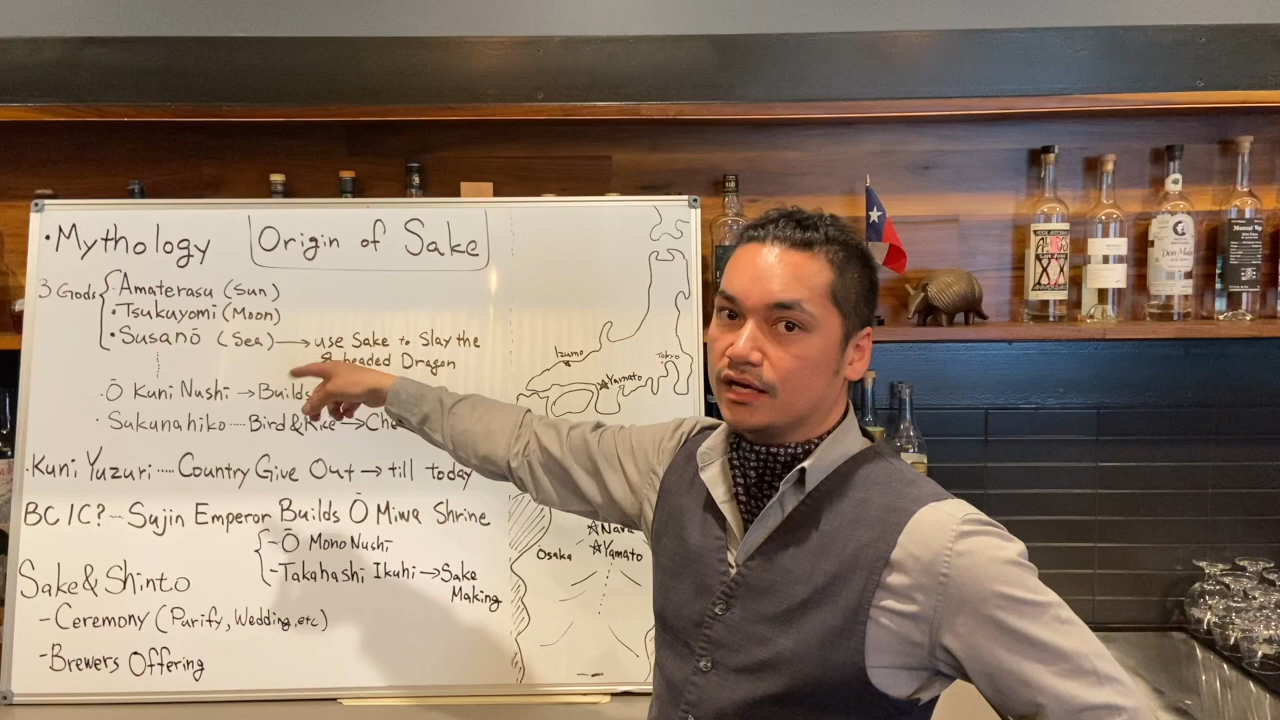 ·Mythology
Origin of Sake
3 Gods
·Amaterasu (Sun)
·Tsukuyomi (Moon)
·Susanō (Sea) → use Sake to Slay the
8 headed Dragon
·Ō Kuni Nushi → Builds
·Sukunahiko ···· Bird & Rice → Che
·Kuni Yuzuri ····· Country Give Out → till today
BC1C? ··· Sujin Emperor Builds Ō Miwa Shrine
-Ō Mono Nushi
-Takahashi Ikuhi → Sake
Making
Sake & Shinto
-Ceremony (Purify, Wedding, etc)
-Brewers Offering
Izumo
Tokyo
☆Yamato
☆Nara
Osaka
☆Yamato
XX